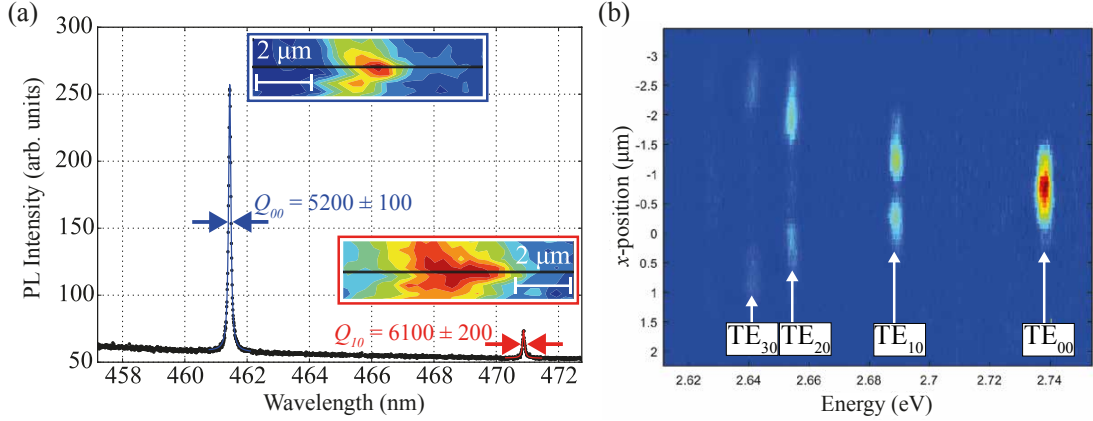 (a)
PL Intensity (arb. units)
300
250
200
150
100
50
2 μm
Q00 = 5200 ± 100
2 μm
Q10 = 6100 ± 200
458 460 462 464 466 468 470 472
Wavelength (nm)
(b)
x-position (μm)
-3
-2.5
-2
-1.5
-1
-0.5
0
0.5
1
1.5
2
TE30 TE20 TE10 TE00
2.62 2.64 2.66 2.68 2.7 2.72 2.74
Energy (eV)